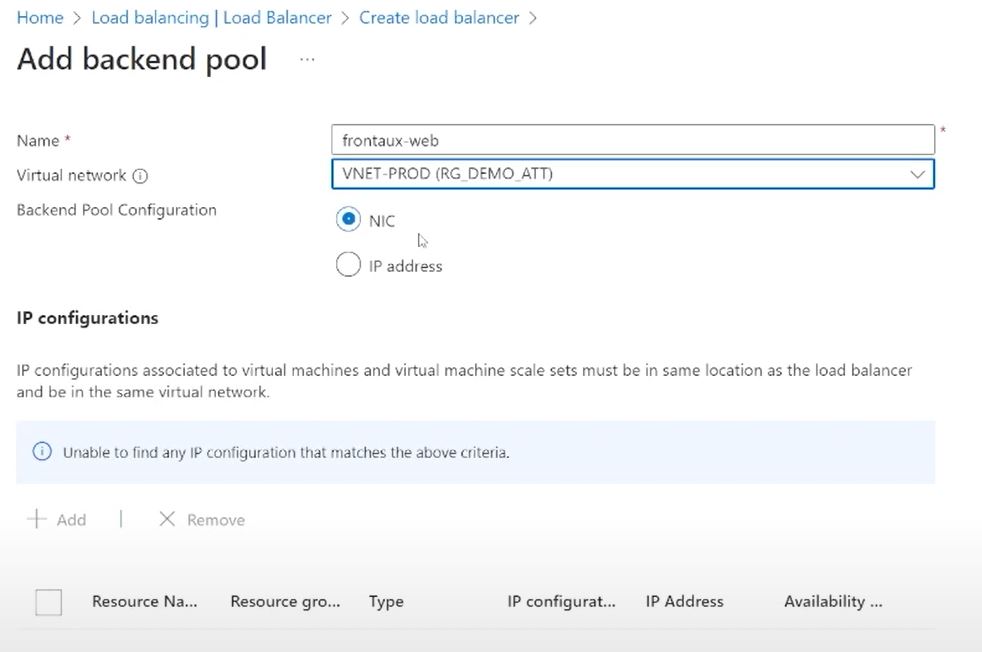 Home > Load balancing | Load Balancer > Create load balancer >
Add backend pool ...
Name *
frontaux-web *
Virtual network
VNET-PROD (RG_DEMO_ATT)
Backend Pool Configuration
NIC
IP address
IP configurations
IP configurations associated to virtual machines and virtual machine scale sets must be in same location as the load balancer
and be in the same virtual network.
Unable to find any IP configuration that matches the above criteria.
+ Add | × Remove
Resource Na... Resource gro... Type IP configurat... IP Address Availability ...